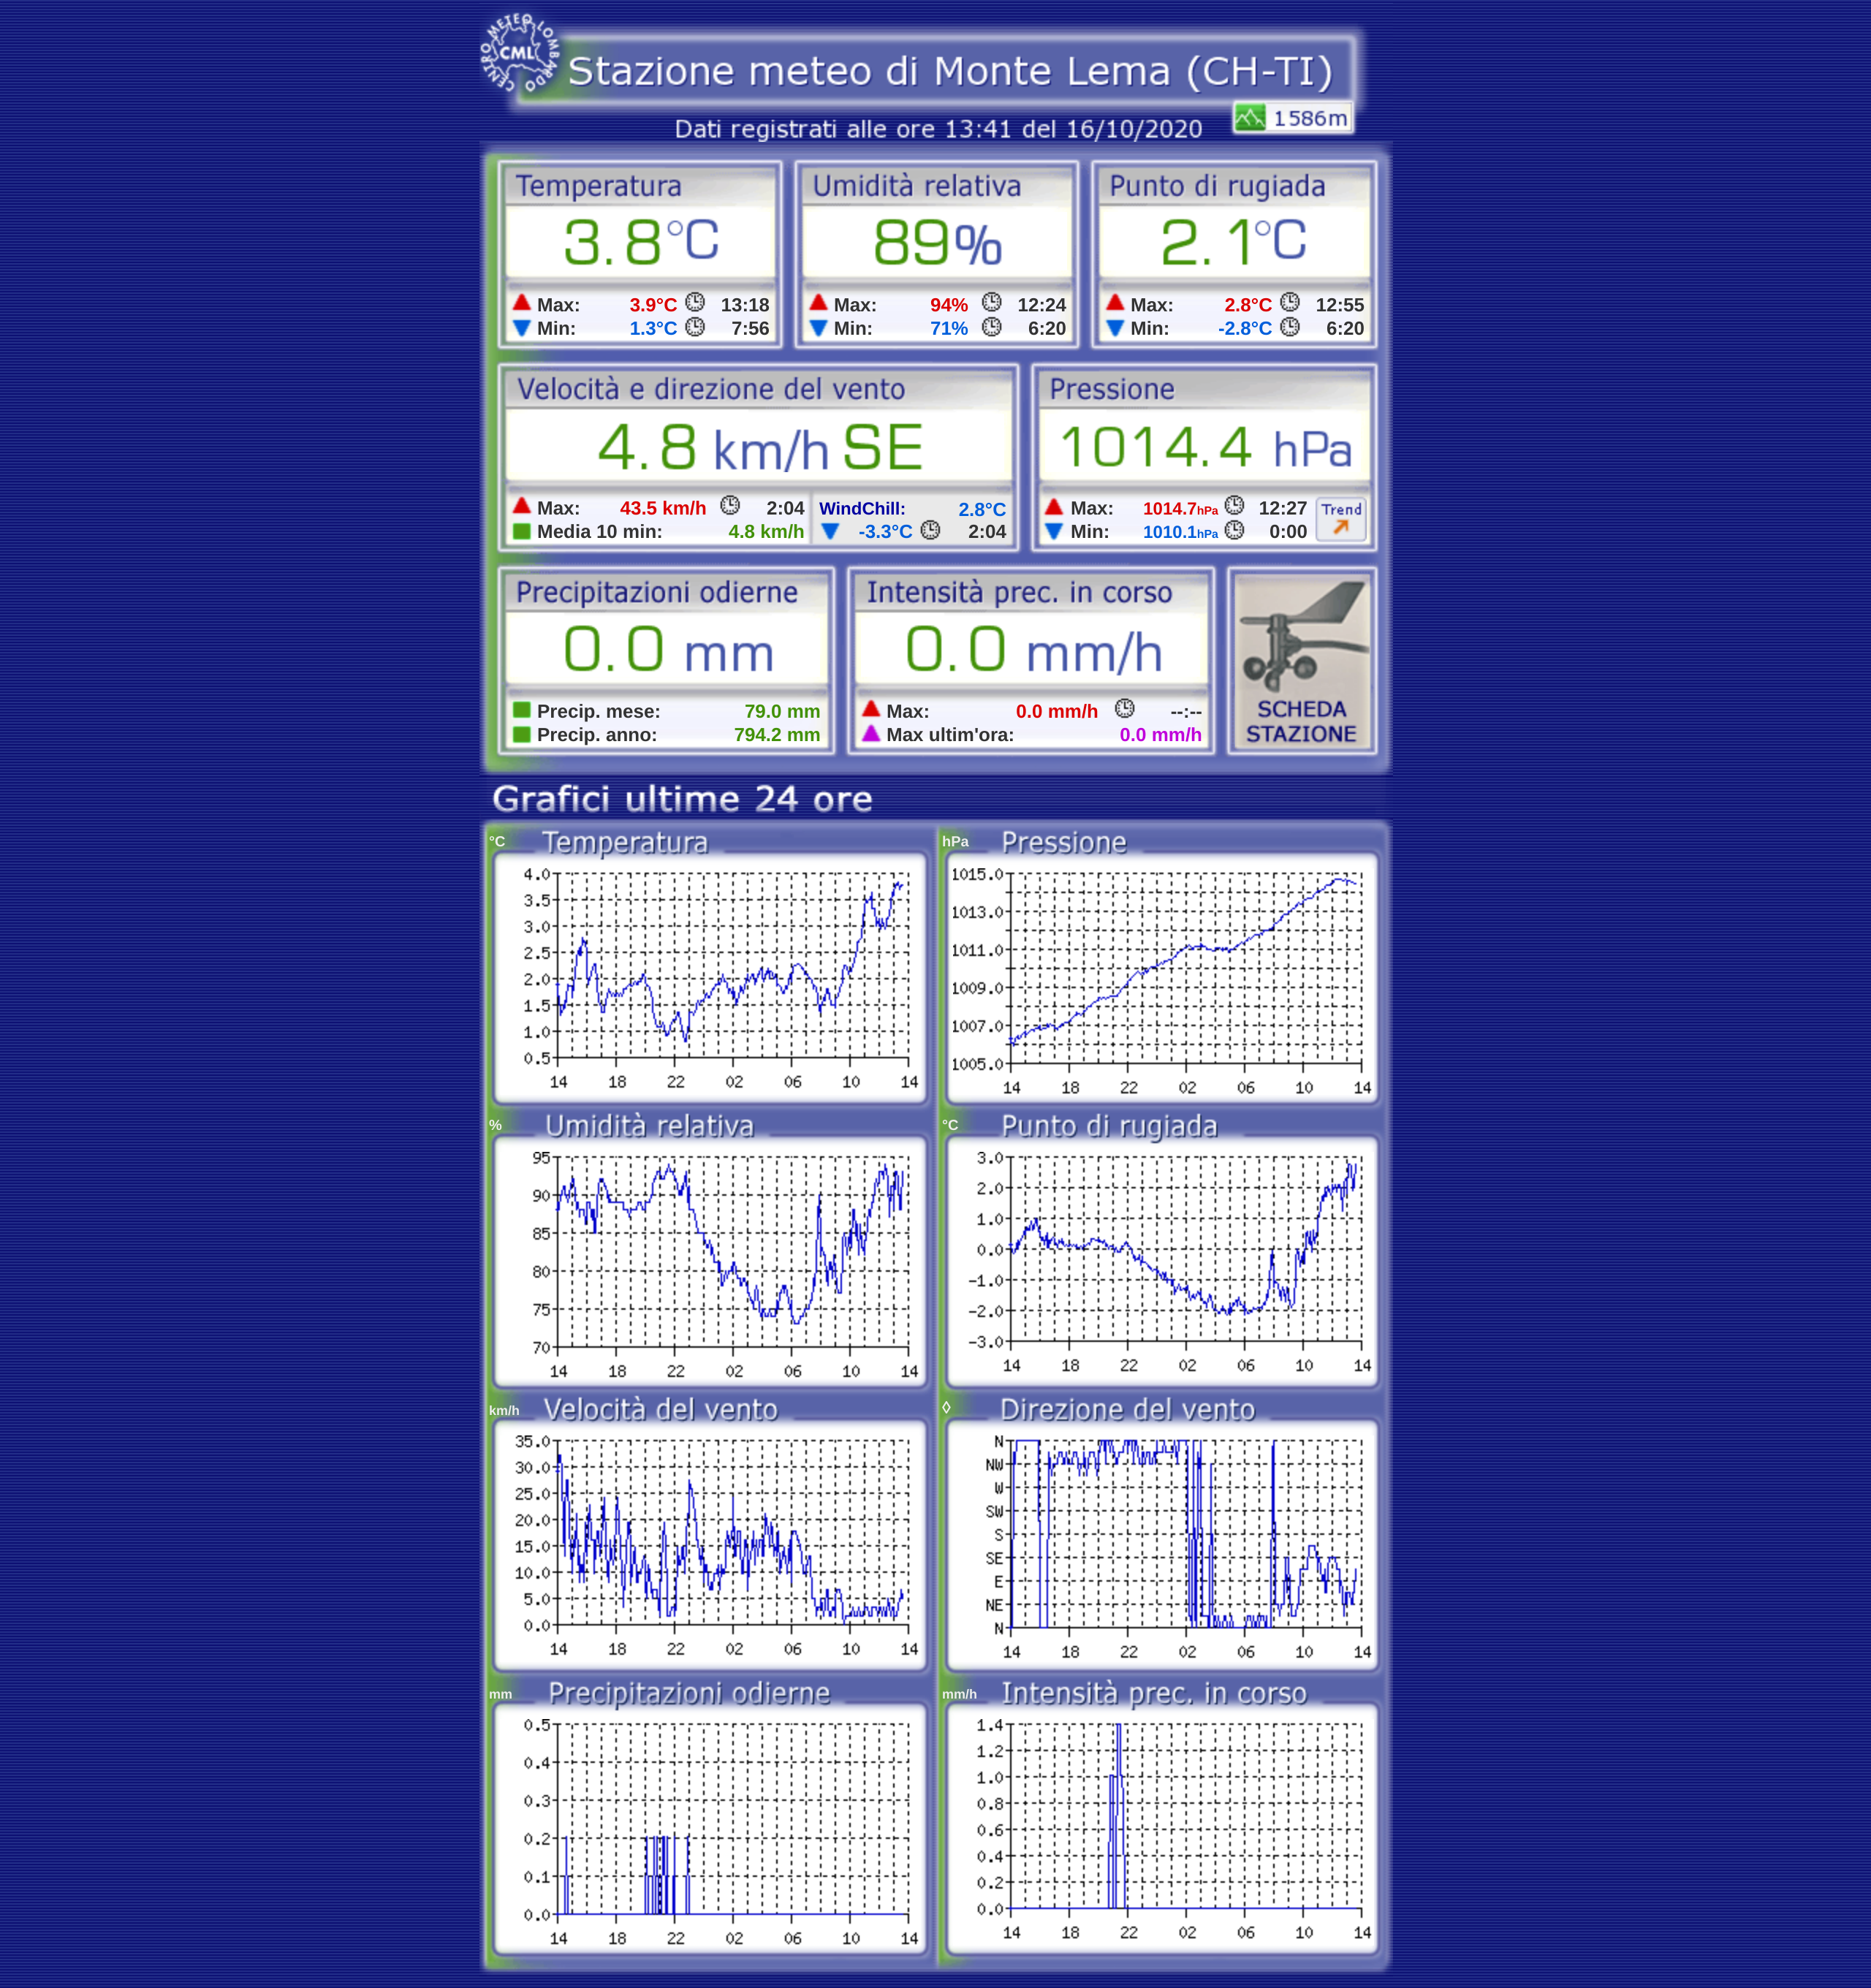 CENTRO METEO LOMBARDO
CML
Stazione meteo di Monte Lema (CH-TI)
1586m
Dati registrati alle ore 13:41 del 16/10/2020
Temperatura Umidità relativa Punto di rugiada
3.8°C 89% 2.1°C
Max: 3.9°C 13:18 Max: 94% 12:24 Max: 2.8°C 12:55
Min: 1.3°C 7:56 Min: 71% 6:20 Min: -2.8°C 6:20
Velocità e direzione del vento Pressione
4.8 km/h SE 1014.4 hPa
Max: 43.5 km/h 2:04 WindChill: 2.8°C Max: 1014.7hPa 12:27 Trend
Media 10 min: 4.8 km/h -3.3°C 2:04 Min: 1010.1hPa 0:00
Precipitazioni odierne Intensità prec. in corso
0.0 mm 0.0 mm/h
Precip. mese: 79.0 mm Max: 0.0 mm/h --:-- SCHEDA
Precip. anno: 794.2 mm Max ultim'ora: 0.0 mm/h STAZIONE
Grafici ultime 24 ore
°C Temperatura
4.0
3.5
3.0
2.5
2.0
1.5
1.0
0.5
14 18 22 02 06 10 14
hPa Pressione
1015.0
1013.0
1011.0
1009.0
1007.0
1005.0
14 18 22 02 06 10 14
% Umidità relativa
95
90
85
80
75
70
14 18 22 02 06 10 14
°C Punto di rugiada
3.0
2.0
1.0
0.0
-1.0
-2.0
-3.0
14 18 22 02 06 10 14
km/h Velocità del vento
35.0
30.0
25.0
20.0
15.0
10.0
5.0
0.0
14 18 22 02 06 10 14
◊ Direzione del vento
N
NW
W
SW
S
SE
E
NE
N
14 18 22 02 06 10 14
mm Precipitazioni odierne
0.5
0.4
0.3
0.2
0.1
0.0
14 18 22 02 06 10 14
mm/h Intensità prec. in corso
1.4
1.2
1.0
0.8
0.6
0.4
0.2
0.0
14 18 22 02 06 10 14